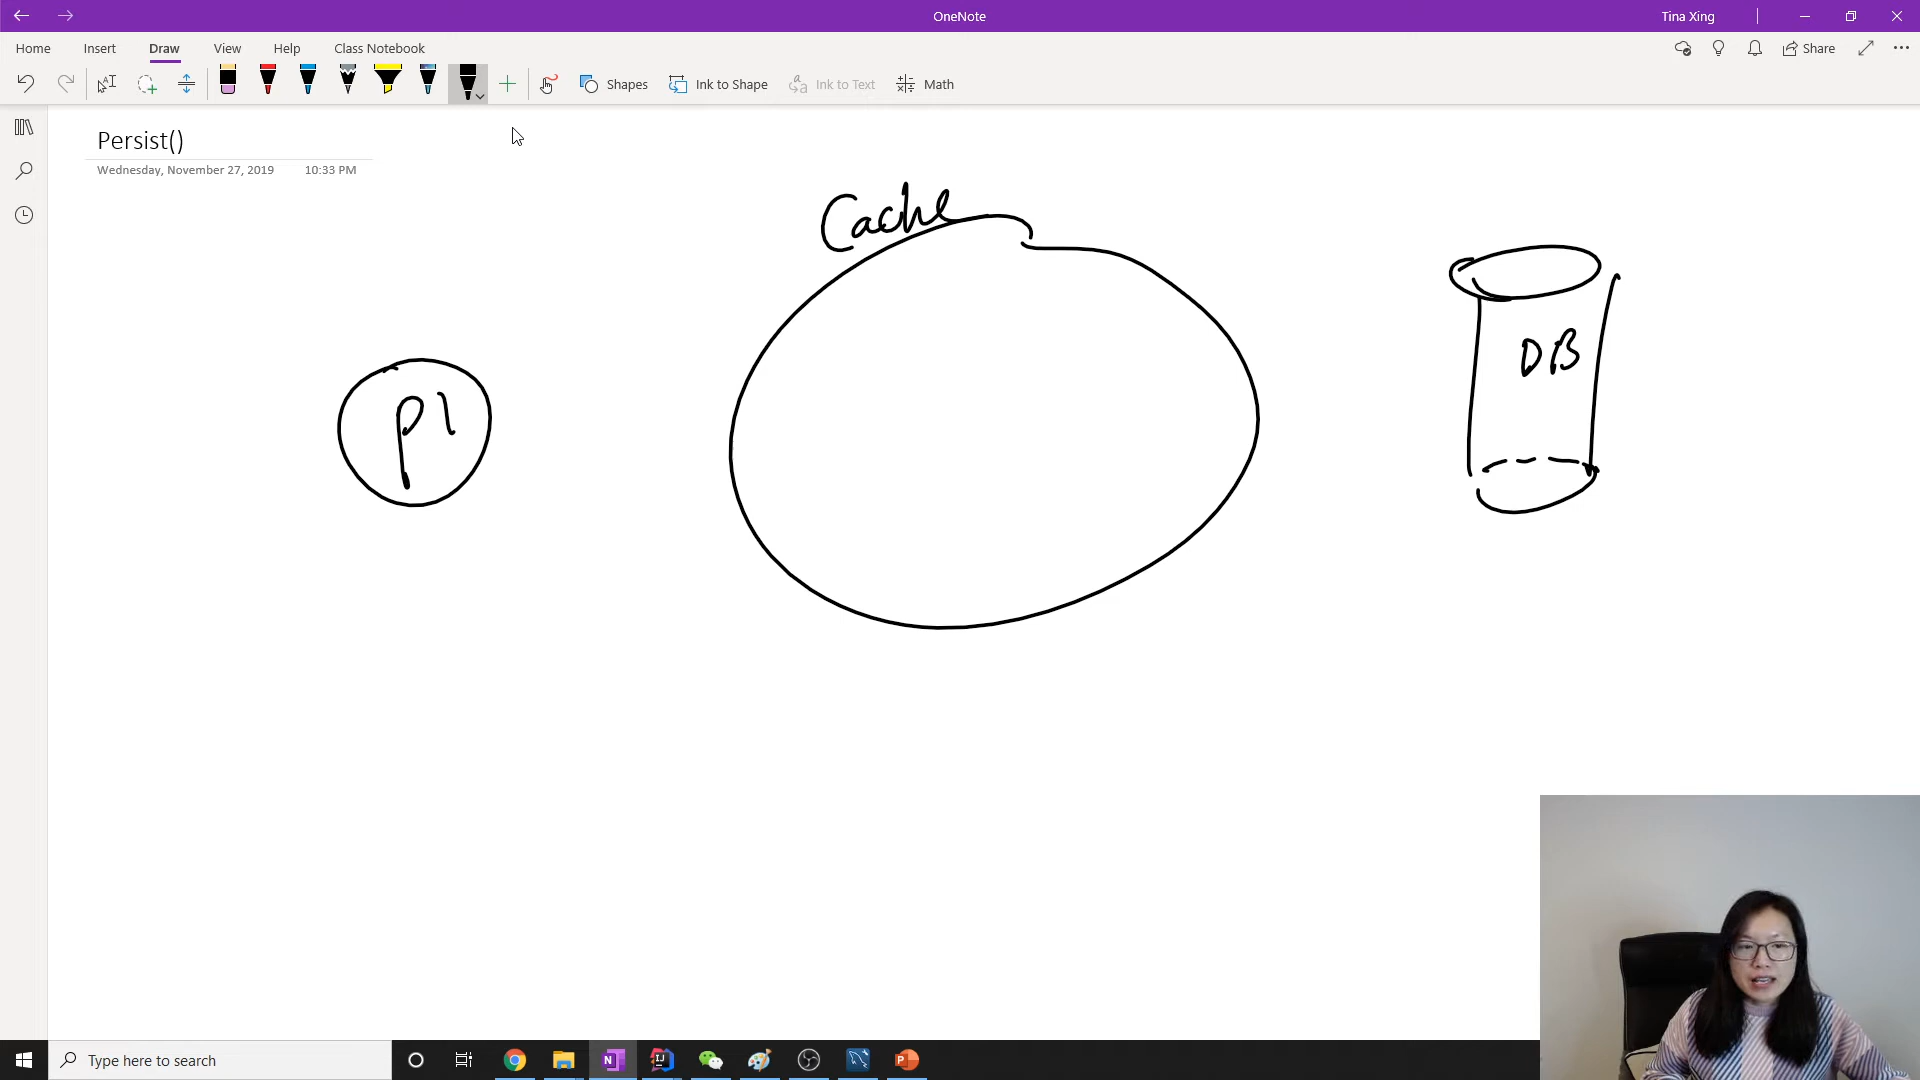 OneNote
Tina Xing
Home Insert Draw View Help Class Notebook
Share
Shapes Ink to Shape Ink to Text Math
Persist()
Wednesday, November 27, 2019 10:33 PM
Cache
P1
DB
Type here to search